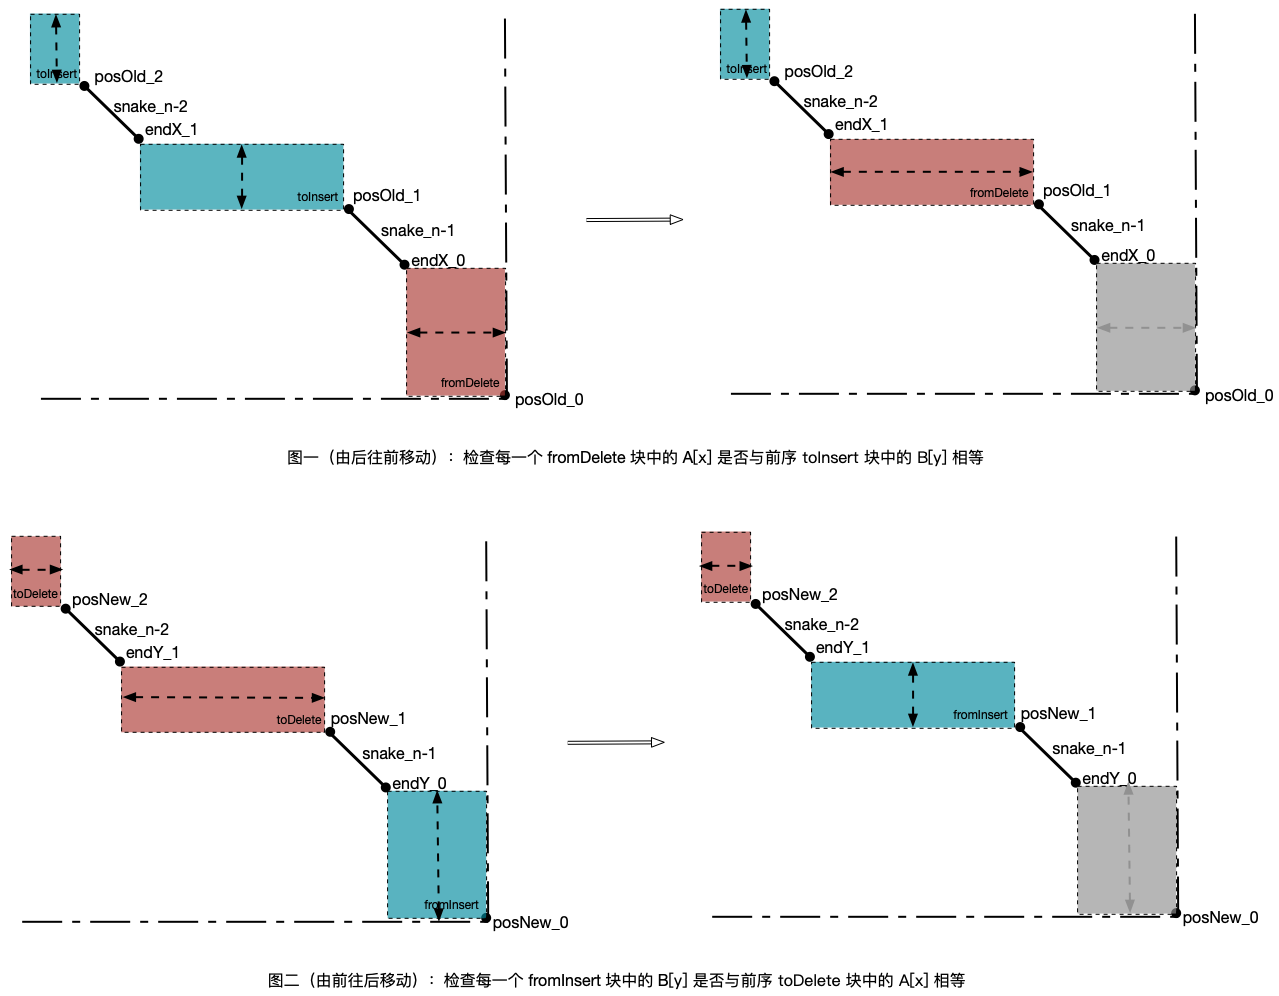 toInsert
posOld_2
snake_n-2
endX_1
toInsert
posOld_1
snake_n-1
endX_0
fromDelete
posOld_0
toInsert
posOld_2
snake_n-2
endX_1
fromDelete
posOld_1
snake_n-1
endX_0
posOld_0
图一（由后往前移动）：检查每一个 fromDelete 块中的 A[x] 是否与前序 toInsert 块中的 B[y] 相等
toDelete
posNew_2
snake_n-2
endY_1
toDelete
posNew_1
snake_n-1
endY_0
fromInsert
posNew_0
toDelete
posNew_2
snake_n-2
endY_1
fromInsert
posNew_1
snake_n-1
endY_0
posNew_0
图二（由前往后移动）：检查每一个 fromInsert 块中的 B[y] 是否与前序 toDelete 块中的 A[x] 相等